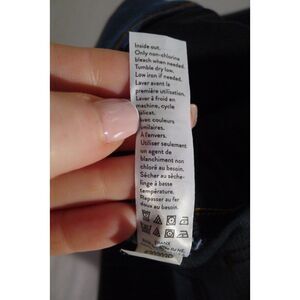 Inside out.
Only non-chlorine
bleach when needed.
Tumble dry low.
Low iron if needed.
Laver avant la
première utilisation.
Laver à froid en
machine, cycle
délicat.
avec couleurs
similaires.
À l'envers.
Utiliser seulement
un agent de
blanchiment non
chloré au besoin.
Sécher au sèche-
linge à basse
température.
Repasser au fer
doux au besoin.